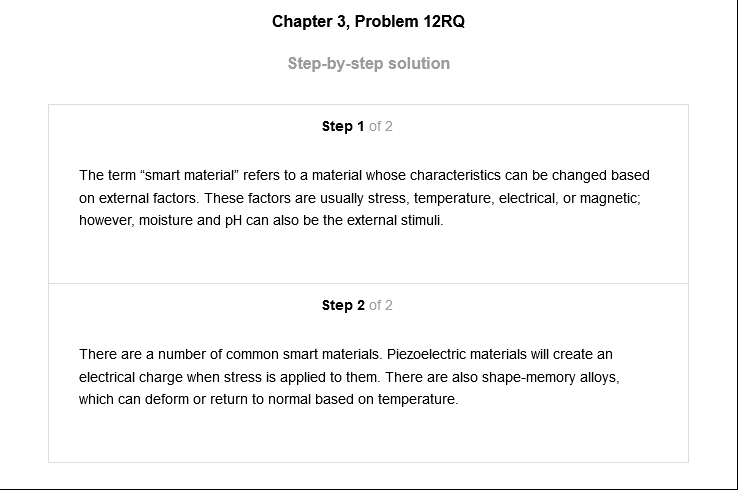 Chapter 3, Problem 12RQ
Step-by-step solution
Step 1 of 2
The term “smart material” refers to a material whose characteristics can be changed based
on external factors. These factors are usually stress, temperature, electrical, or magnetic;
however, moisture and pH can also be the external stimuli.
Step 2 of 2
There are a number of common smart materials. Piezoelectric materials will create an
electrical charge when stress is applied to them. There are also shape-memory alloys,
which can deform or return to normal based on temperature.